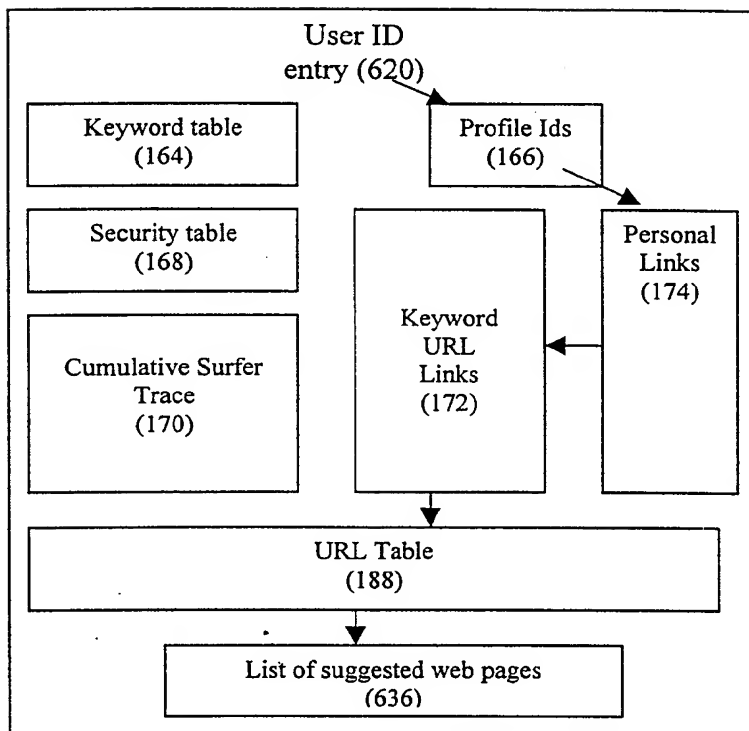 User ID
entry (620)
Keyword table
(164)
Profile Ids
(166)
Security table
(168)
Personal
Links
(174)
Keyword
URL
Links
(172)
Cumulative Surfer
Trace
(170)
URL Table
(188)
List of suggested web pages
(636)